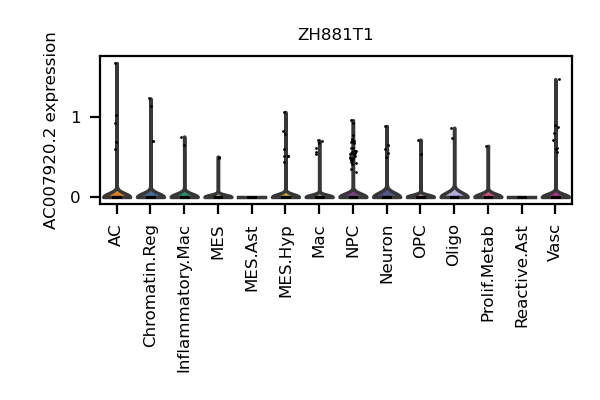 ZH881T1
AC007920.2 expression
1
0
AC
Chromatin.Reg
Inflammatory.Mac
MES
MES.Ast
MES.Hyp
Mac
NPC
Neuron
OPC
Oligo
Prolif.Metab
Reactive.Ast
Vasc